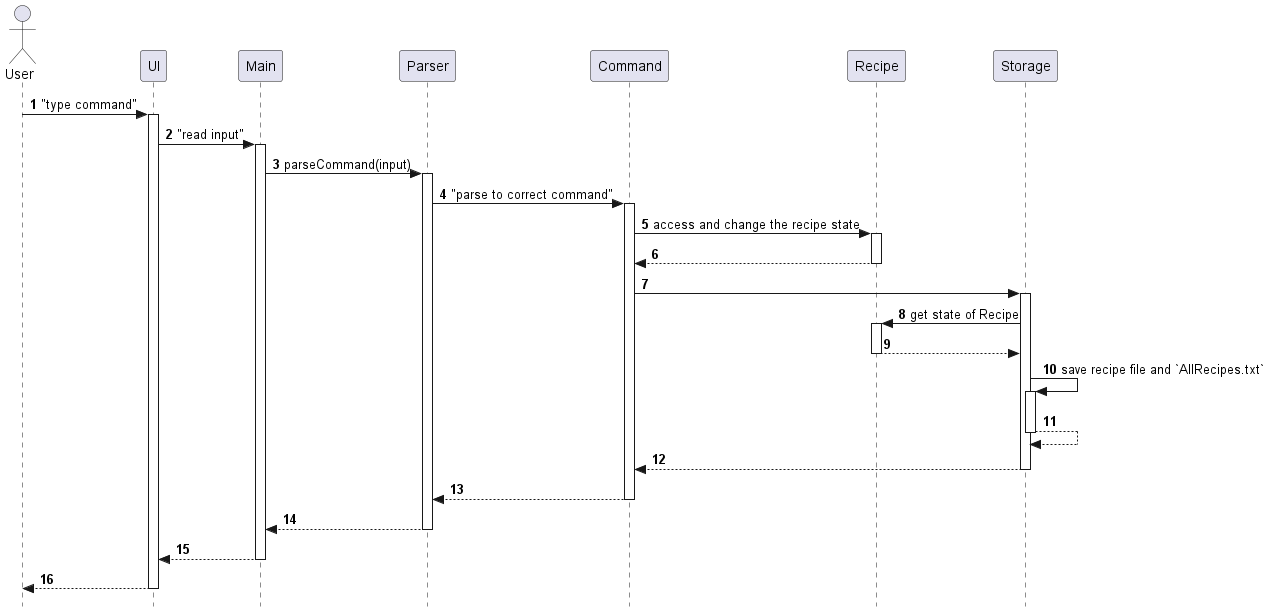 User
UI
Main
Parser
Command
Recipe
Storage
1 "type command"
2 "read input"
3 parseCommand(input)
4 "parse to correct command"
5 access and change the recipe state
6
7
8 get state of Recipe
9
10 save recipe file and `AllRecipes.txt`
11
12
13
14
15
16